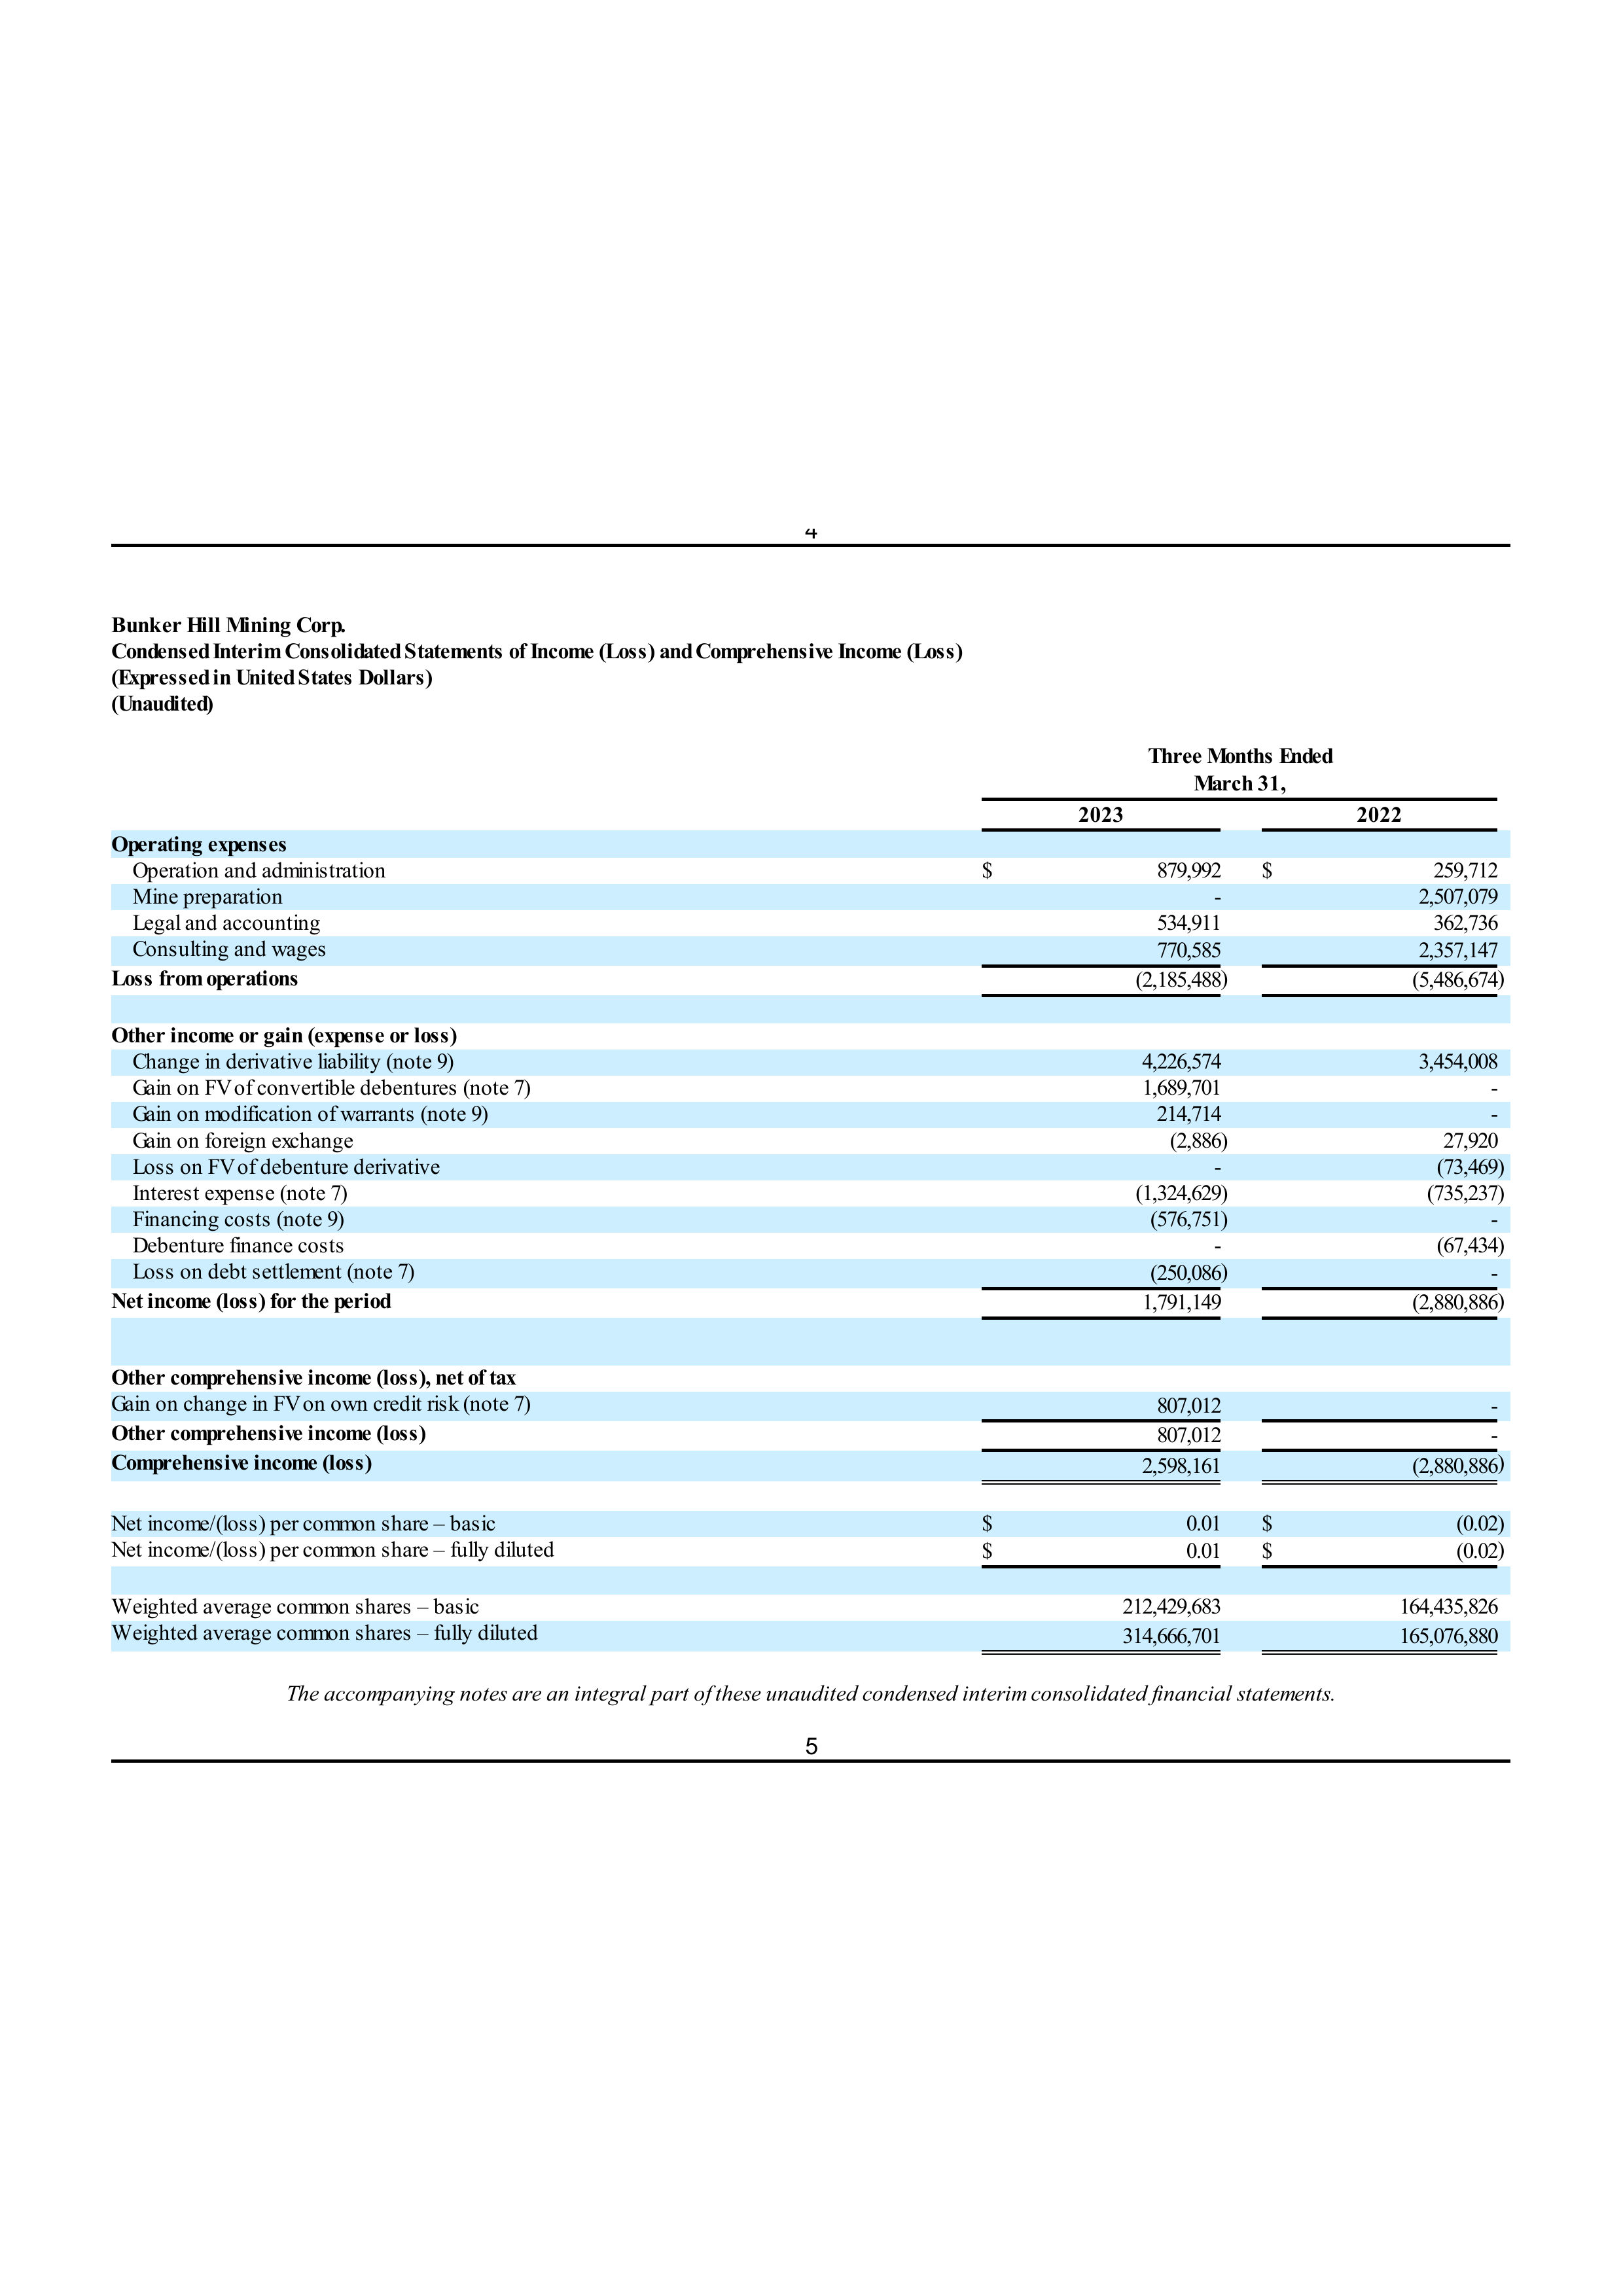 4
Bunker Hill Mining Corp.
Condensed Interim Consolidated Statements of Income (Loss) and Comprehensive Income (Loss)
(Expressed in United States Dollars)
(Unaudited)
Three Months Ended
March 31,
2023 2022
Operating expenses
Operation and administration $ 879,992 $ 259,712
Mine preparation - 2,507,079
Legal and accounting 534,911 362,736
Consulting and wages 770,585 2,357,147
Loss from operations (2,185,488) (5,486,674)
Other income or gain (expense or loss)
Change in derivative liability (note 9) 4,226,574 3,454,008
Gain on FV of convertible debentures (note 7) 1,689,701 -
Gain on modification of warrants (note 9) 214,714 -
Gain on foreign exchange (2,886) 27,920
Loss on FV of debenture derivative - (73,469)
Interest expense (note 7) (1,324,629) (735,237)
Financing costs (note 9) (576,751) -
Debenture finance costs - (67,434)
Loss on debt settlement (note 7) (250,086) -
Net income (loss) for the period 1,791,149 (2,880,886)
Other comprehensive income (loss), net of tax
Gain on change in FV on own credit risk (note 7) 807,012 -
Other comprehensive income (loss) 807,012 -
Comprehensive income (loss) 2,598,161 (2,880,886)
Net income/(loss) per common share – basic $ 0.01 $ (0.02)
Net income/(loss) per common share – fully diluted $ 0.01 $ (0.02)
Weighted average common shares – basic 212,429,683 164,435,826
Weighted average common shares – fully diluted 314,666,701 165,076,880
The accompanying notes are an integral part of these unaudited condensed interim consolidated financial statements.
5